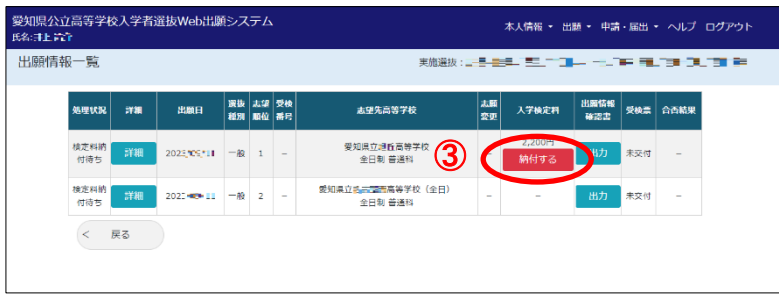 愛知県公立高等学校入学者選抜Web出願システム
本人情報 出願 申請・届出 ヘルプ ログアウト
氏名:
出願情報一覧
実施選抜:
処理状況 詳細 出願日 選抜種別 志望順位 受検番号 志望先高等学校 志願変更 入学検定料 出願情報確認書 受検票 合否結果
2,200円
検定料納 愛知県立 高等学校
付待ち 詳細 一般 1 - ③ - 納付する 出力 未交付 -
全日制 普通科
検定料納 愛知県立 高等学校(全日)
付待ち 詳細 一般 2 - - - 出力 未交付 -
全日制 普通科
< 戻る